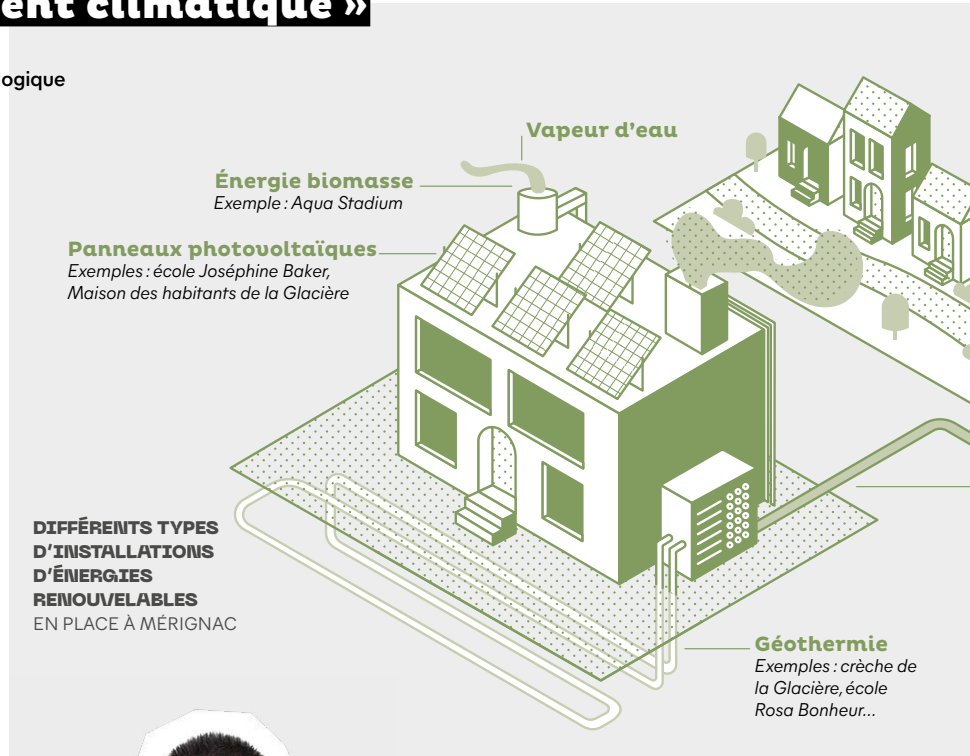 ent climatique »
ogique
Vapeur d'eau
Énergie biomasse
Exemple : Aqua Stadium
Panneaux photovoltaïques
Exemples : école Joséphine Baker,
Maison des habitants de la Glacière
DIFFÉRENTS TYPES
D'INSTALLATIONS
D'ÉNERGIES
RENOUVELABLES
EN PLACE À MÉRIGNAC
Géothermie
Exemples : crèche de
la Glacière, école
Rosa Bonheur...